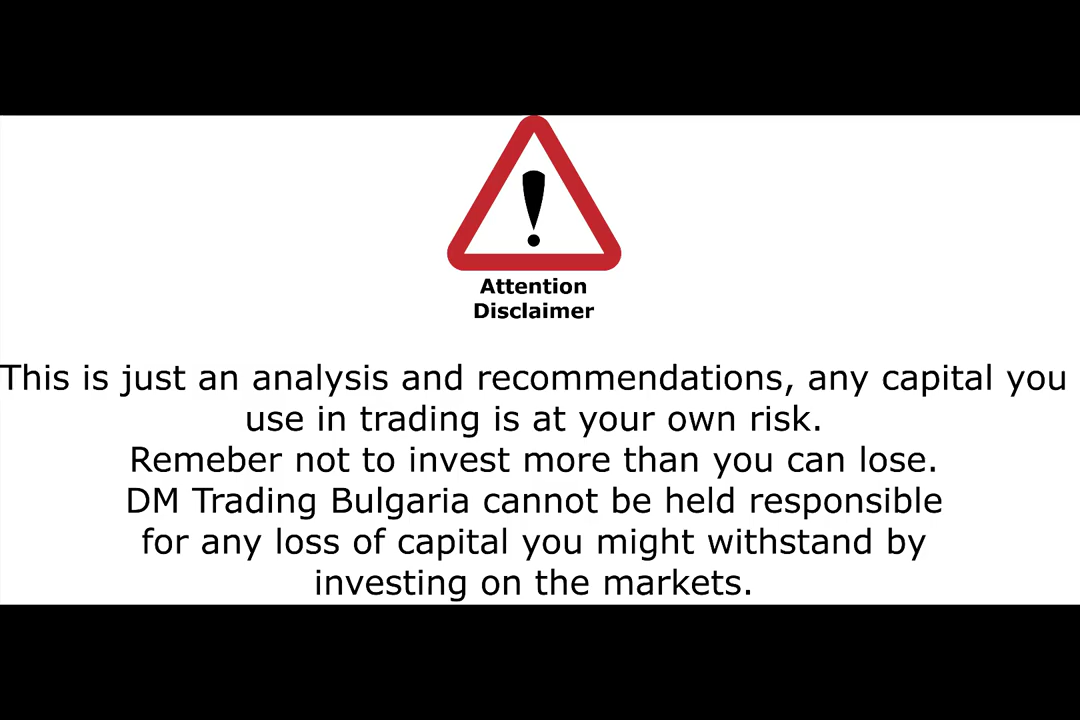 Attention
Disclaimer
This is just an analysis and recommendations, any capital you
use in trading is at your own risk.
Remeber not to invest more than you can lose.
DM Trading Bulgaria cannot be held responsible
for any loss of capital you might withstand by
investing on the markets.